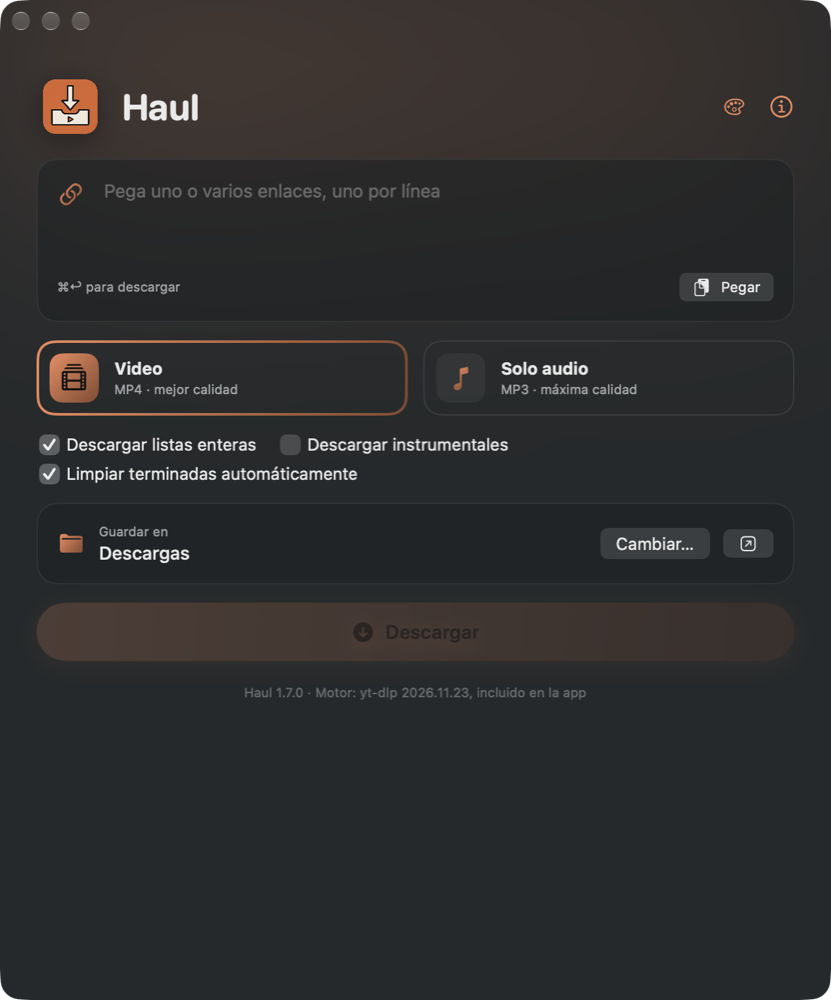 Haul
Pega uno o varios enlaces, uno por línea
⌘↩ para descargar
Pegar
Video
MP4 · mejor calidad
Solo audio
MP3 · máxima calidad
Descargar listas enteras
Descargar instrumentales
Limpiar terminadas automáticamente
Guardar en
Descargas
Cambiar...
Descargar
Haul 1.7.0 · Motor: yt-dlp 2026.11.23, incluido en la app